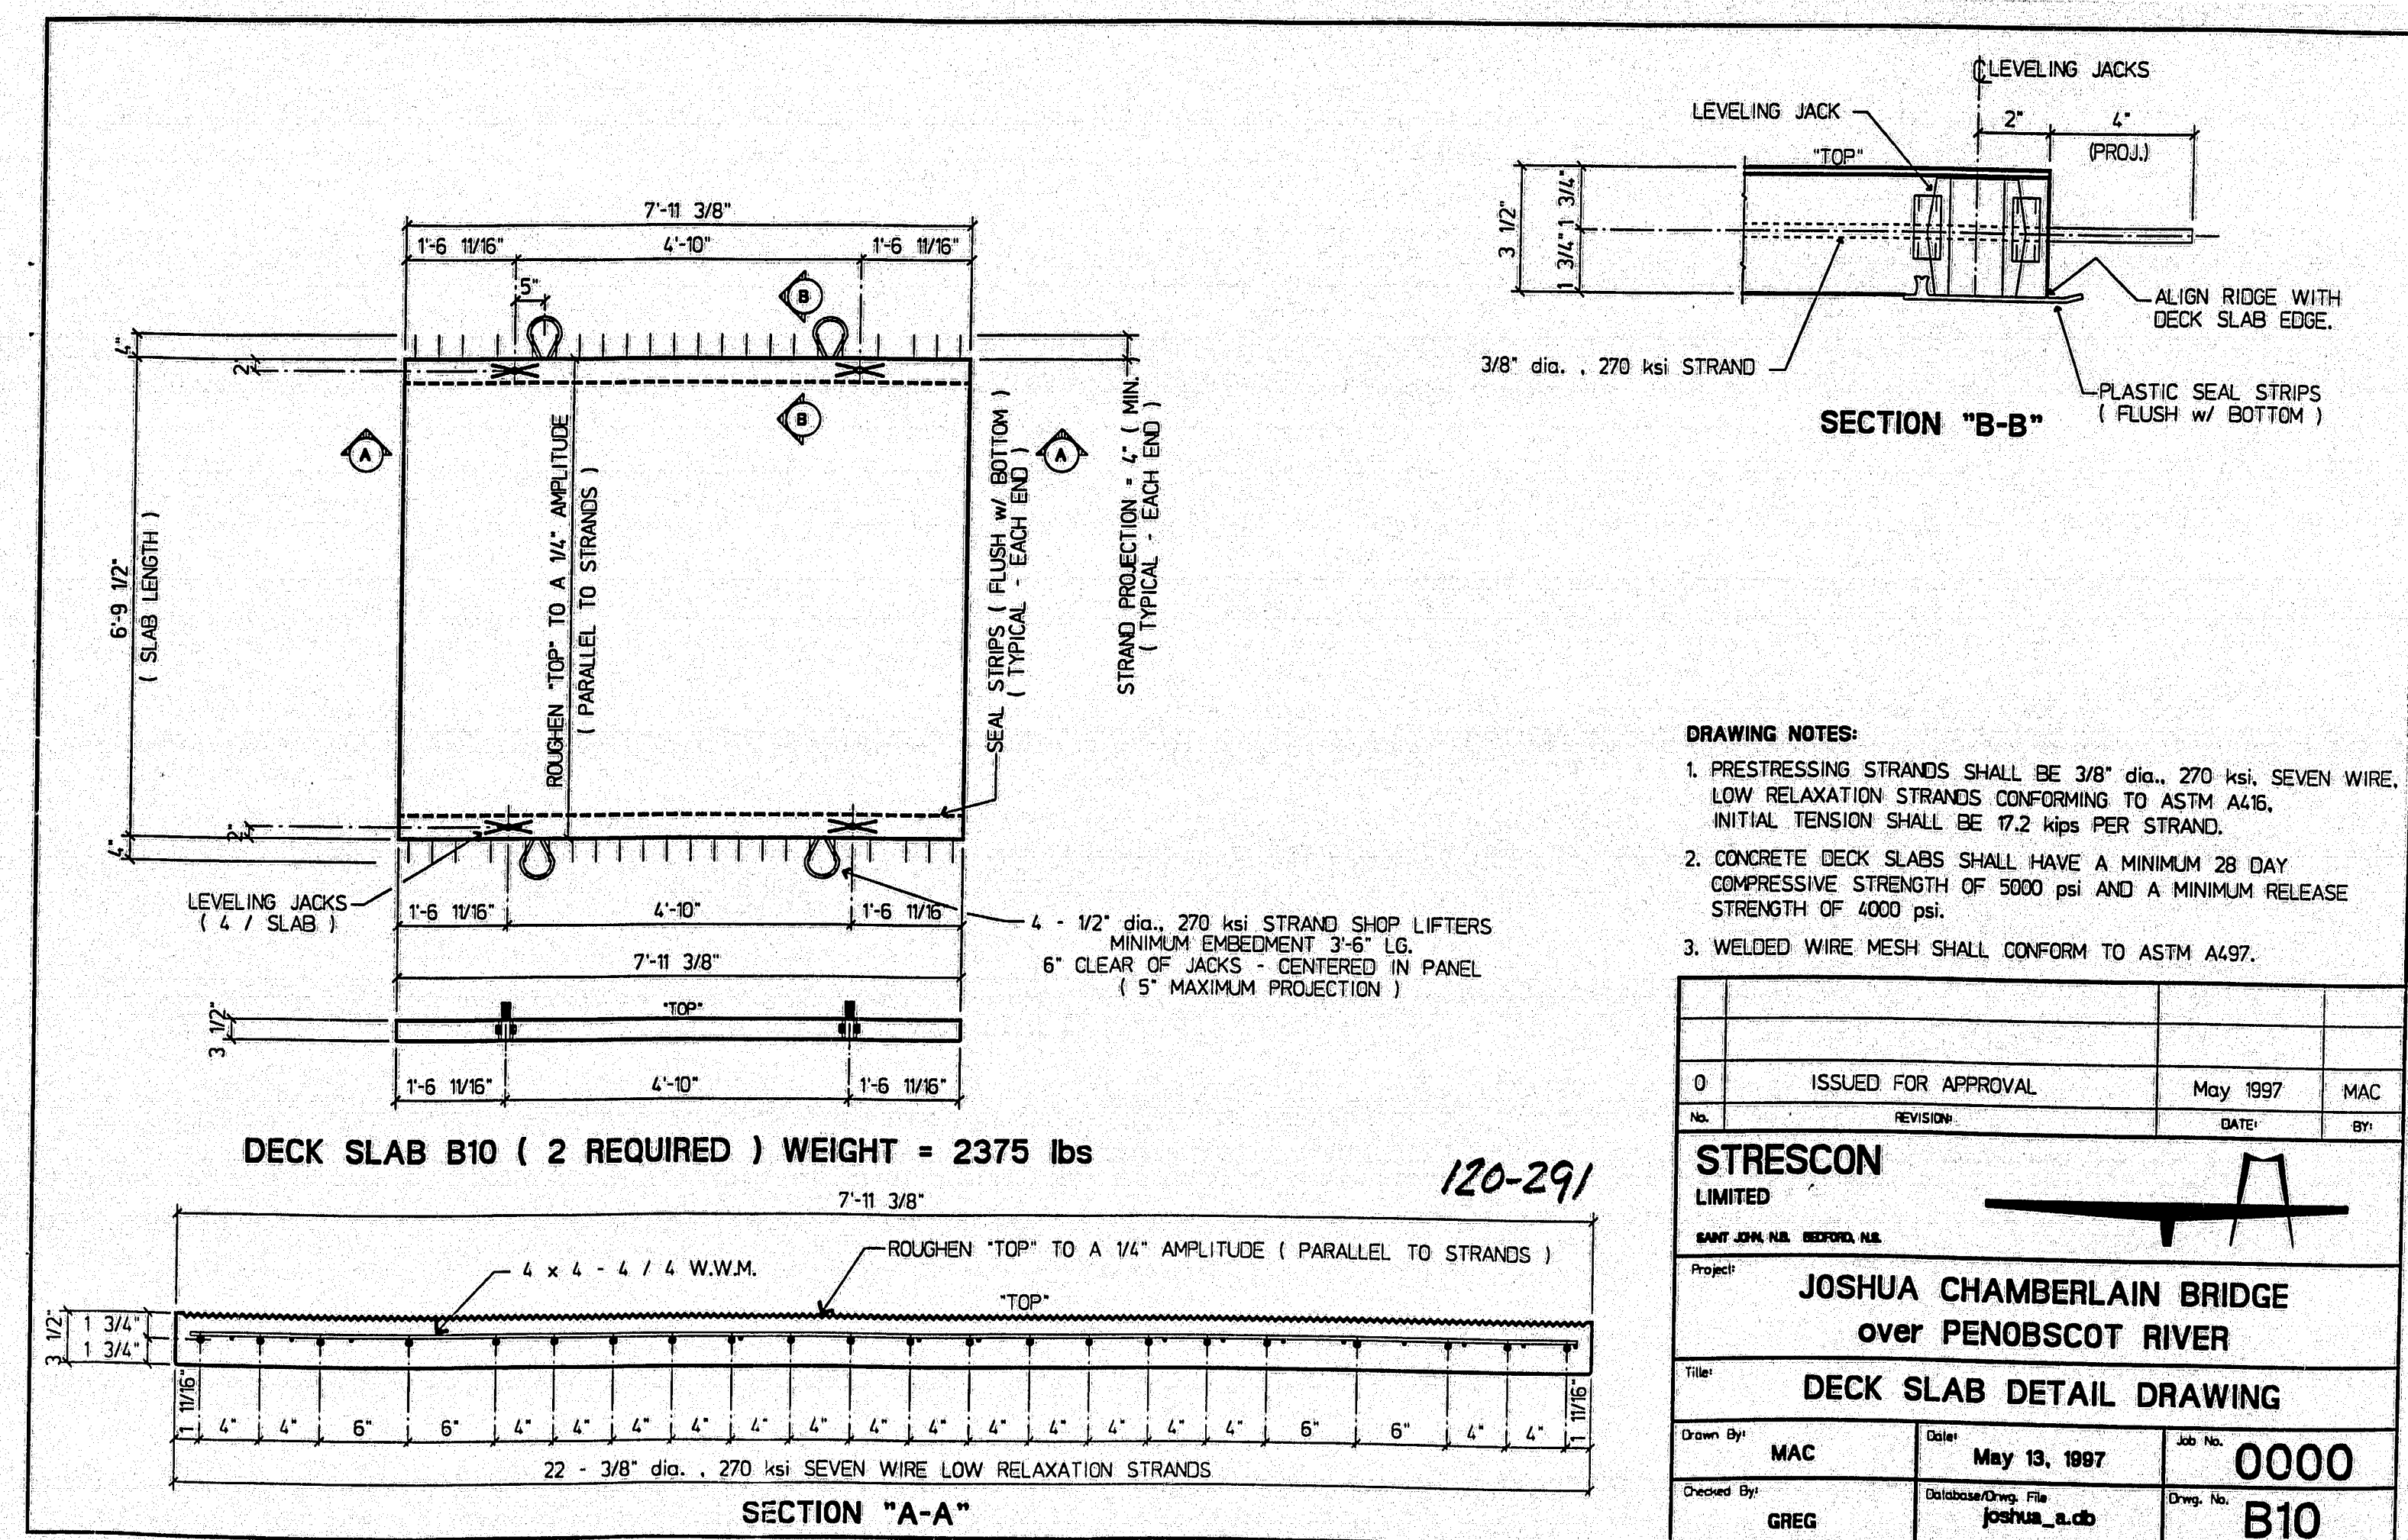 7'-11 3/8"
1'-6 11/16" 4'-10" 1'-6 11/16"
5"
B
4"
2"
B
A
A
6'-9 1/2"
( SLAB LENGTH )
ROUGHEN "TOP" TO A 1/4" AMPLITUDE
( PARALLEL TO STRANDS )
SEAL STRIPS ( FLUSH w/ BOTTOM )
( TYPICAL - EACH END )
STRAND PROJECTION = 4" ( MIN. )
( TYPICAL - EACH END )
2"
4"
LEVELING JACKS
( 4 / SLAB )
1'-6 11/16" 4'-10" 1'-6 11/16
7'-11 3/8"
4 - 1/2" dia., 270 ksi STRAND SHOP LIFTERS
MINIMUM EMBEDMENT 3'-6" LG.
6" CLEAR OF JACKS - CENTERED IN PANEL
( 5" MAXIMUM PROJECTION )
"TOP"
3 1/2"
1'-6 11/16" 4'-10" 1'-6 11/16"
DECK SLAB B10 ( 2 REQUIRED ) WEIGHT = 2375 lbs
120-291
7'-11 3/8"
4 x 4 - 4 / 4 W.W.M.
ROUGHEN "TOP" TO A 1/4" AMPLITUDE ( PARALLEL TO STRANDS )
"TOP"
3 1/2"
1 3/4"
1 3/4"
1 11/16" 4" 4" 6" 6" 4" 4" 4" 4" 4" 4" 4" 4" 4" 4" 4" 4" 4" 6" 6" 4" 4" 1 11/16"
22 - 3/8" dia. , 270 ksi SEVEN WIRE LOW RELAXATION STRANDS
SECTION "A-A"
℄ LEVELING JACKS
LEVELING JACK
2" 4"
(PROJ.)
"TOP"
3 1/2"
1 3/4"
1 3/4"
ALIGN RIDGE WITH
DECK SLAB EDGE.
3/8" dia. , 270 ksi STRAND
PLASTIC SEAL STRIPS
( FLUSH w/ BOTTOM )
SECTION "B-B"
DRAWING NOTES:
1. PRESTRESSING STRANDS SHALL BE 3/8" dia., 270 ksi, SEVEN WIRE,
LOW RELAXATION STRANDS CONFORMING TO ASTM A416.
INITIAL TENSION SHALL BE 17.2 kips PER STRAND.
2. CONCRETE DECK SLABS SHALL HAVE A MINIMUM 28 DAY
COMPRESSIVE STRENGTH OF 5000 psi AND A MINIMUM RELEASE
STRENGTH OF 4000 psi.
3. WELDED WIRE MESH SHALL CONFORM TO ASTM A497.
0 ISSUED FOR APPROVAL May 1997 MAC
No. REVISION: DATE: BY:
STRESCON
LIMITED
SAINT JOHN, N.B. BEDFORD, N.S.
Project:
JOSHUA CHAMBERLAIN BRIDGE
over PENOBSCOT RIVER
Title:
DECK SLAB DETAIL DRAWING
Drawn By: MAC
Date: May 13, 1997
Job No. 0000
Checked By: GREG
Database/Drwg. File joshua_a.db
Drwg. No. B10